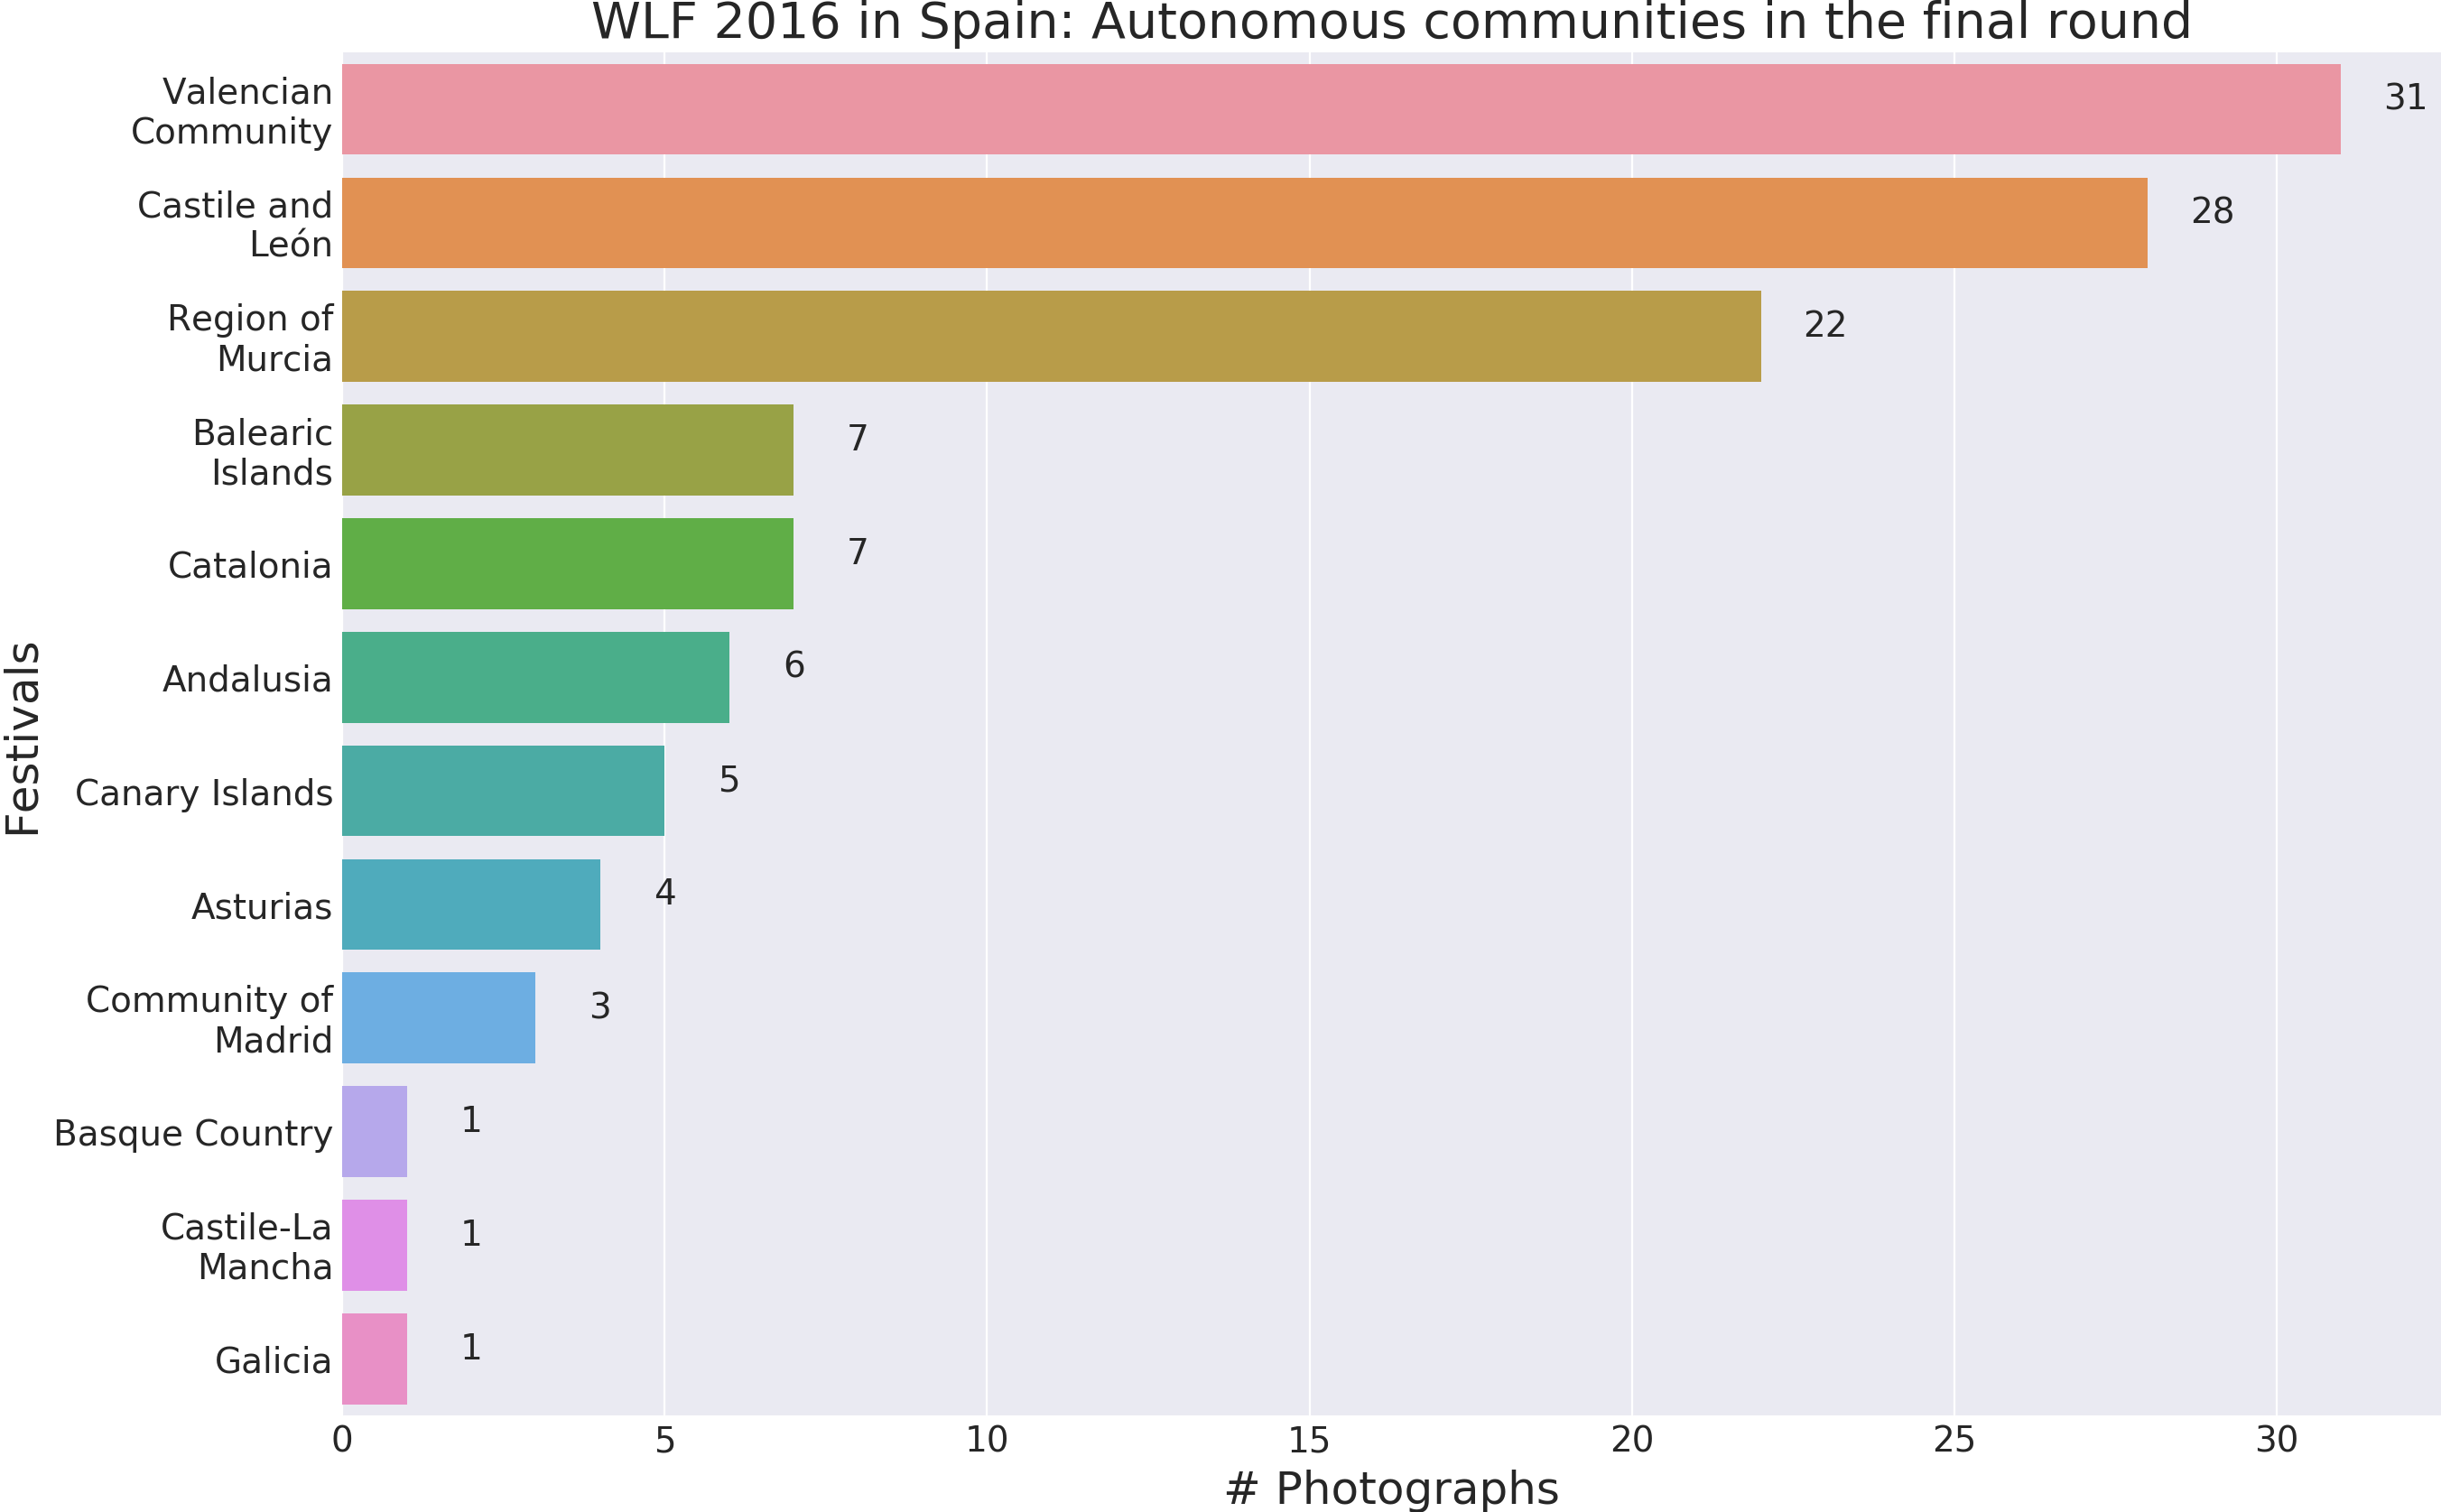 WLF 2016 in Spain: Autonomous communities in the final round
Valencian
Community
31
Castile and
León
28
Region of
Murcia
22
Balearic
Islands
7
Catalonia
7
Andalusia
6
Canary Islands
5
Asturias
4
Community of
Madrid
3
Basque Country
1
Castile-La
Mancha
1
Galicia
1
Festivals
0 5 10 15 20 25 30
# Photographs